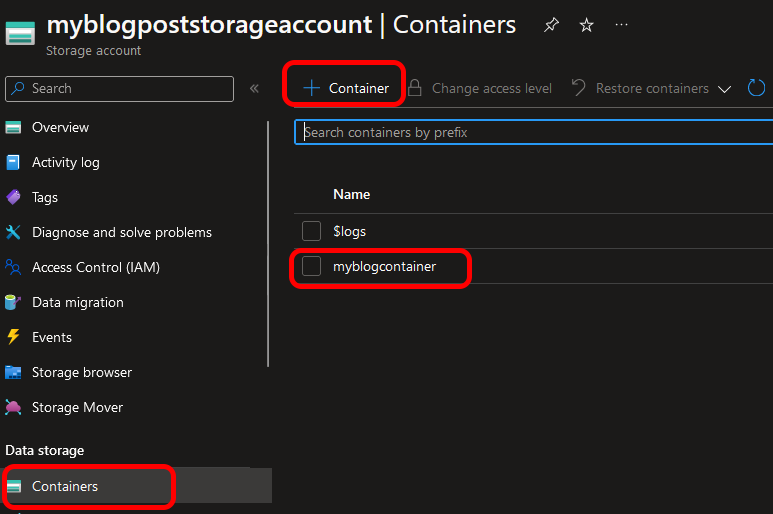 myblogpoststorageaccount | Containers ...
Storage account
Search «
Overview
Activity log
Tags
Diagnose and solve problems
Access Control (IAM)
Data migration
Events
Storage browser
Storage Mover
Data storage
Containers
+ Container Change access level Restore containers
Search containers by prefix
Name
$logs
myblogcontainer